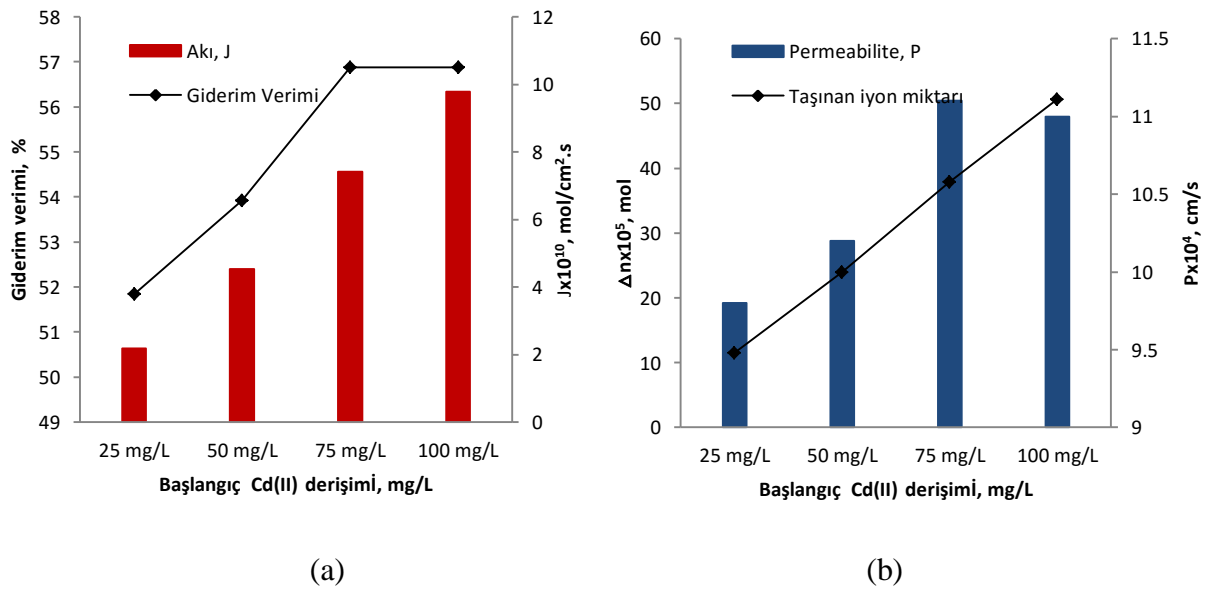 58
57
56
55
54
53
52
51
50
49
Giderim verimi, %
Akı, J
Giderim Verimi
12
10
8
6
4
2
0
Jx10¹⁰, mol/cm².s
25 mg/L 50 mg/L 75 mg/L 100 mg/L
Başlangıç Cd(II) derişimİ, mg/L
(a)
60
50
40
30
20
10
0
Δnx10⁵, mol
Permeabilite, P
Taşınan iyon miktarı
11.5
11
10.5
10
9.5
9
Px10⁴, cm/s
25 mg/L 50 mg/L 75 mg/L 100 mg/L
Başlangıç Cd(II) derişimİ, mg/L
(b)